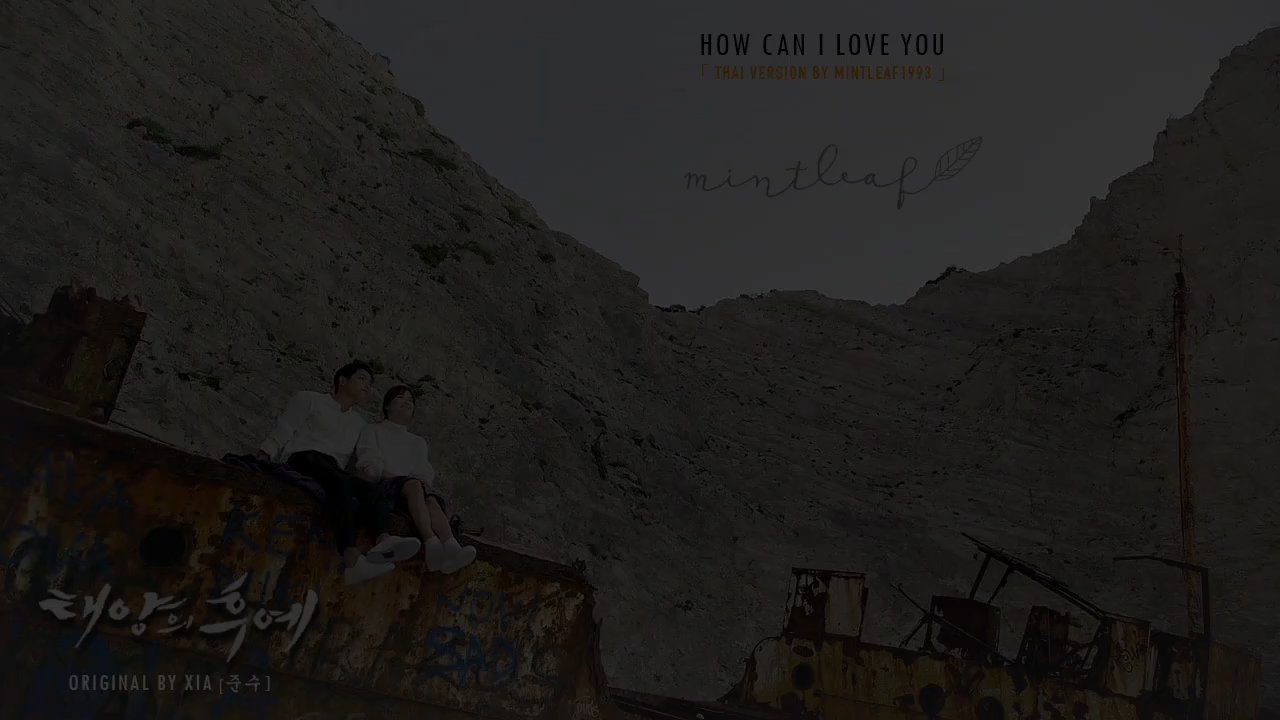 HOW CAN I LOVE YOU
「 THAI VERSION BY MINTLEAF1993 」
mintleaf
태양의 후예
ORIGINAL BY XIA [준수]